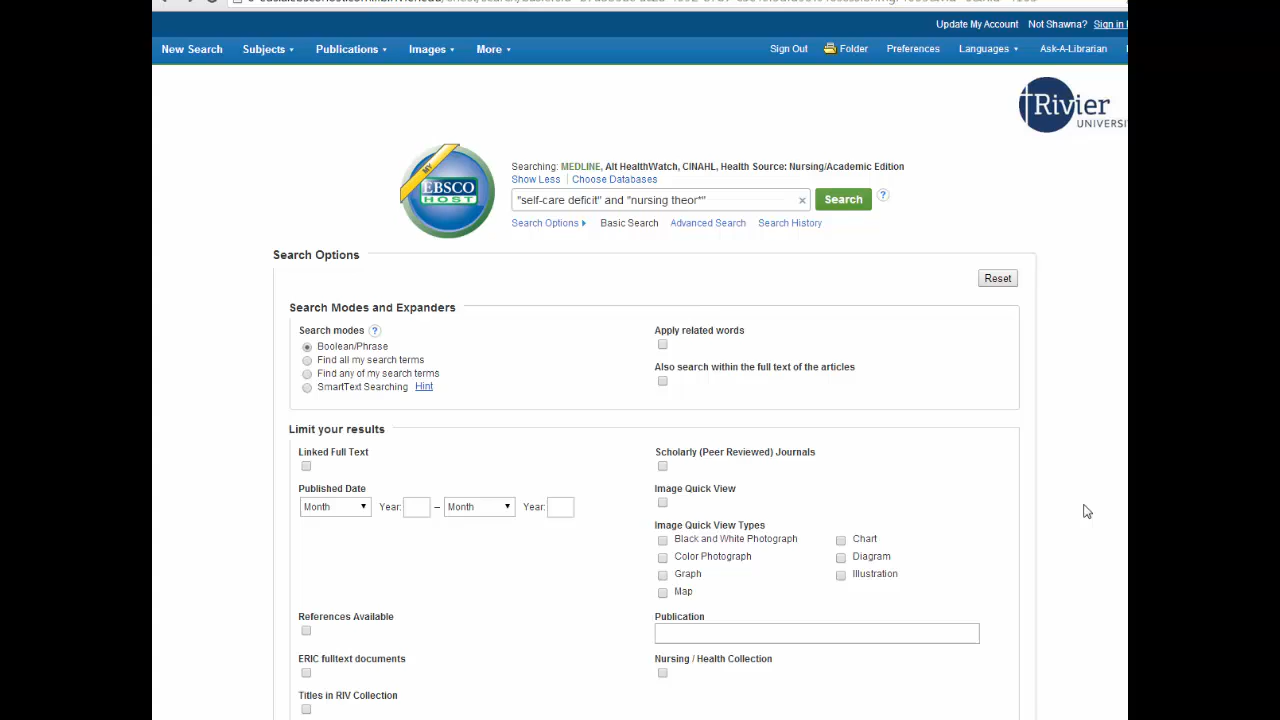 Update My Account Not Shawna? Sign in
New Search Subjects Publications Images More Sign Out Folder Preferences Languages Ask-A-Librarian
Rivier
UNIVERSI
MY
EBSCO
HOST
Searching: MEDLINE, Alt HealthWatch, CINAHL, Health Source: Nursing/Academic Edition
Show Less | Choose Databases
"self-care deficit" and "nursing theor*" × Search ?
Search Options Basic Search Advanced Search Search History
Search Options
Reset
Search Modes and Expanders
Search modes ? Apply related words
Boolean/Phrase
Find all my search terms
Also search within the full text of the articles
Find any of my search terms
SmartText Searching Hint
Limit your results
Linked Full Text Scholarly (Peer Reviewed) Journals
Published Date Image Quick View
Month Year: – Month Year:
Image Quick View Types
Black and White Photograph Chart
Color Photograph Diagram
Graph Illustration
Map
References Available Publication
ERIC fulltext documents Nursing / Health Collection
Titles in RIV Collection